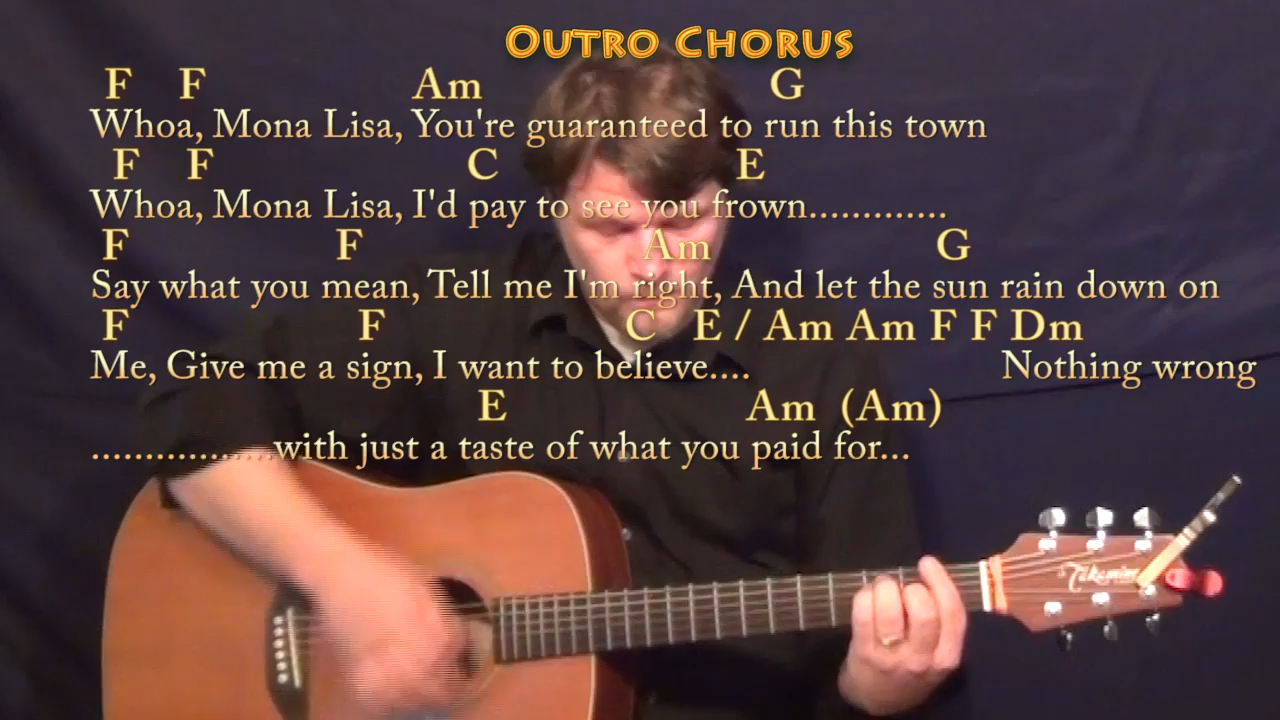 Outro Chorus
F F Am G
Whoa, Mona Lisa, You're guaranteed to run this town
F F C E
Whoa, Mona Lisa, I'd pay to see you frown.............
F F Am G
Say what you mean, Tell me I'm right, And let the sun rain down on
F F C E / Am Am F F Dm
Me, Give me a sign, I want to believe.... Nothing wrong
E Am (Am)
.................with just a taste of what you paid for...
Takamine